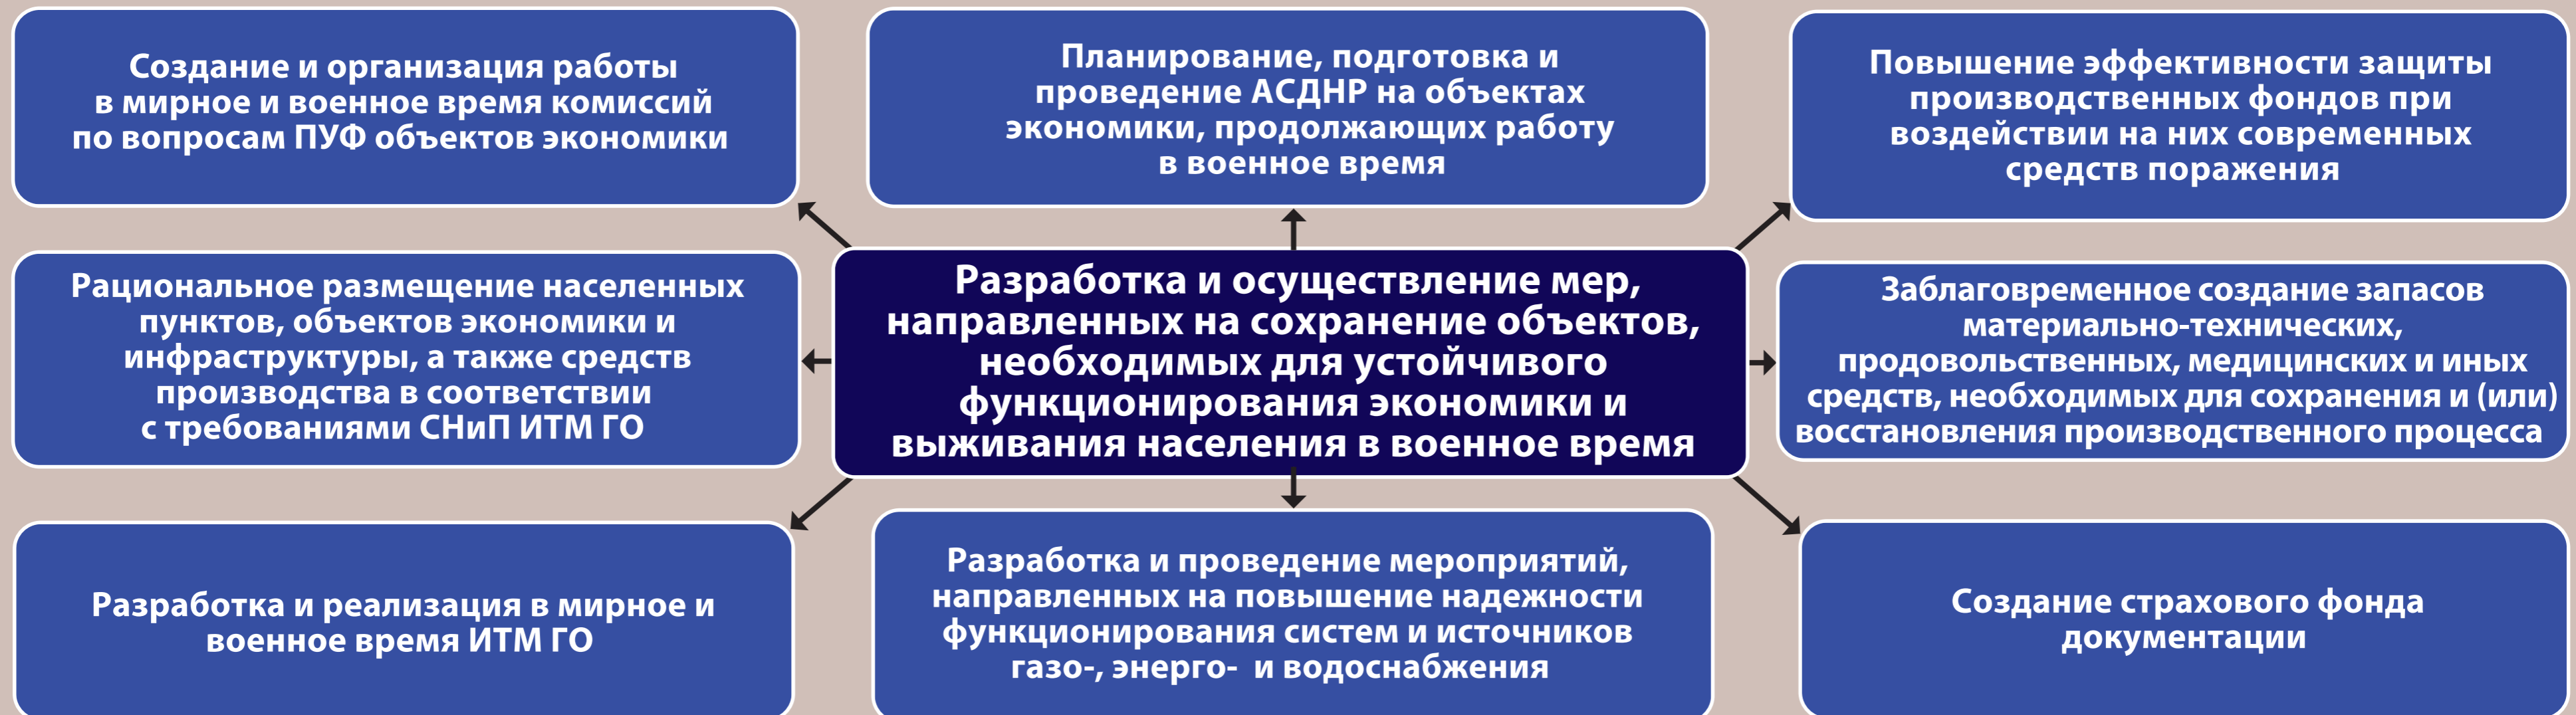 Создание и организация работы
в мирное и военное время комиссий
по вопросам ПУФ объектов экономики
Планирование, подготовка и
проведение АСДНР на объектах
экономики, продолжающих работу
в военное время
Повышение эффективности защиты
производственных фондов при
воздействии на них современных
средств поражения
Рациональное размещение населенных
пунктов, объектов экономики и
инфраструктуры, а также средств
производства в соответствии
с требованиями СНиП ИТМ ГО
Разработка и осуществление мер,
направленных на сохранение объектов,
необходимых для устойчивого
функционирования экономики и
выживания населения в военное время
Заблаговременное создание запасов
материально-технических,
продовольственных, медицинских и иных
средств, необходимых для сохранения и (или)
восстановления производственного процесса
Разработка и реализация в мирное и
военное время ИТМ ГО
Разработка и проведение мероприятий,
направленных на повышение надежности
функционирования систем и источников
газо-, энерго- и водоснабжения
Создание страхового фонда
документации